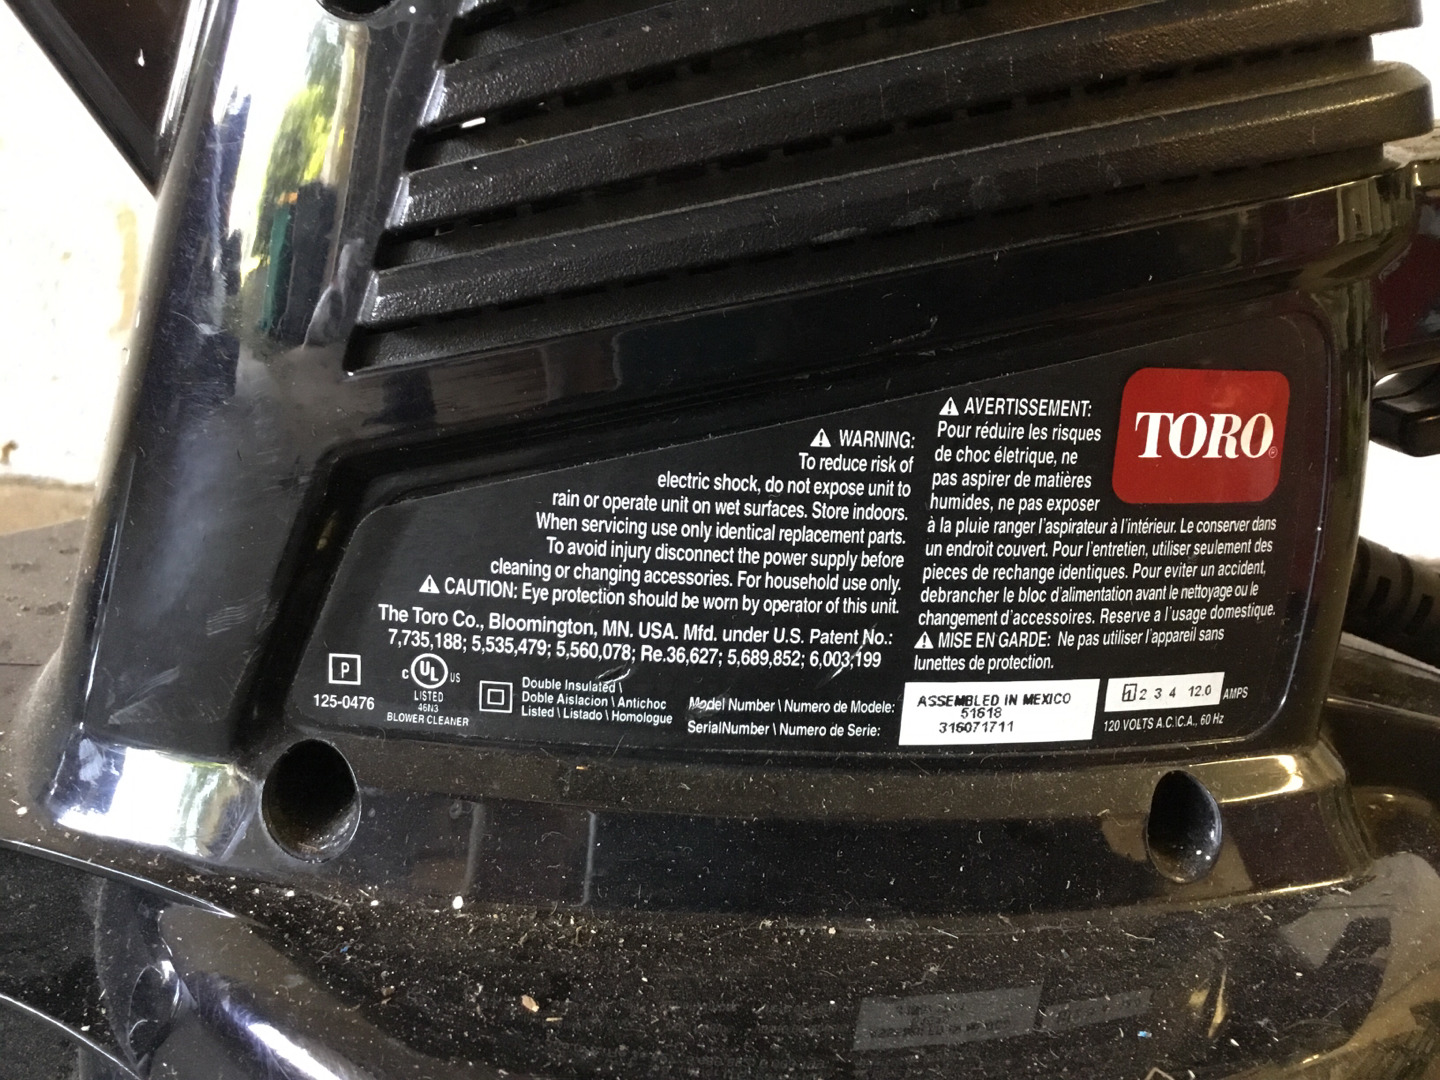 TORO
⚠ WARNING:
To reduce risk of
electric shock, do not expose unit to
rain or operate unit on wet surfaces. Store indoors.
When servicing use only identical replacement parts.
To avoid injury disconnect the power supply before
cleaning or changing accessories. For household use only.
⚠ CAUTION: Eye protection should be worn by operator of this unit.
The Toro Co., Bloomington, MN. USA. Mfd. under U.S. Patent No.:
7,735,188; 5,535,479; 5,560,078; Re.36,627; 5,689,852; 6,003,199
⚠ AVERTISSEMENT:
Pour réduire les risques
de choc életrique, ne
pas aspirer de matières
humides, ne pas exposer
à la pluie ranger l'aspirateur à l'intérieur. Le conserver dans
un endroit couvert. Pour l'entretien, utiliser seulement des
pieces de rechange identiques. Pour eviter un accident,
debrancher le bloc d'alimentation avant le nettoyage ou le
changement d'accessoires. Reserve a l'usage domestique.
⚠ MISE EN GARDE: Ne pas utiliser l'appareil sans
lunettes de protection.
P
125-0476
C UL US
LISTED
46N3
BLOWER CLEANER
Double Insulated \
Doble Aislacion \ Antichoc
Listed \ Listado \ Homologue
Model Number \ Numero de Modele:
SerialNumber \ Numero de Serie:
ASSEMBLED IN MEXICO
51618
316071711
1 2 3 4 12.0 AMPS
120 VOLTS A.C.\C.A., 60 Hz